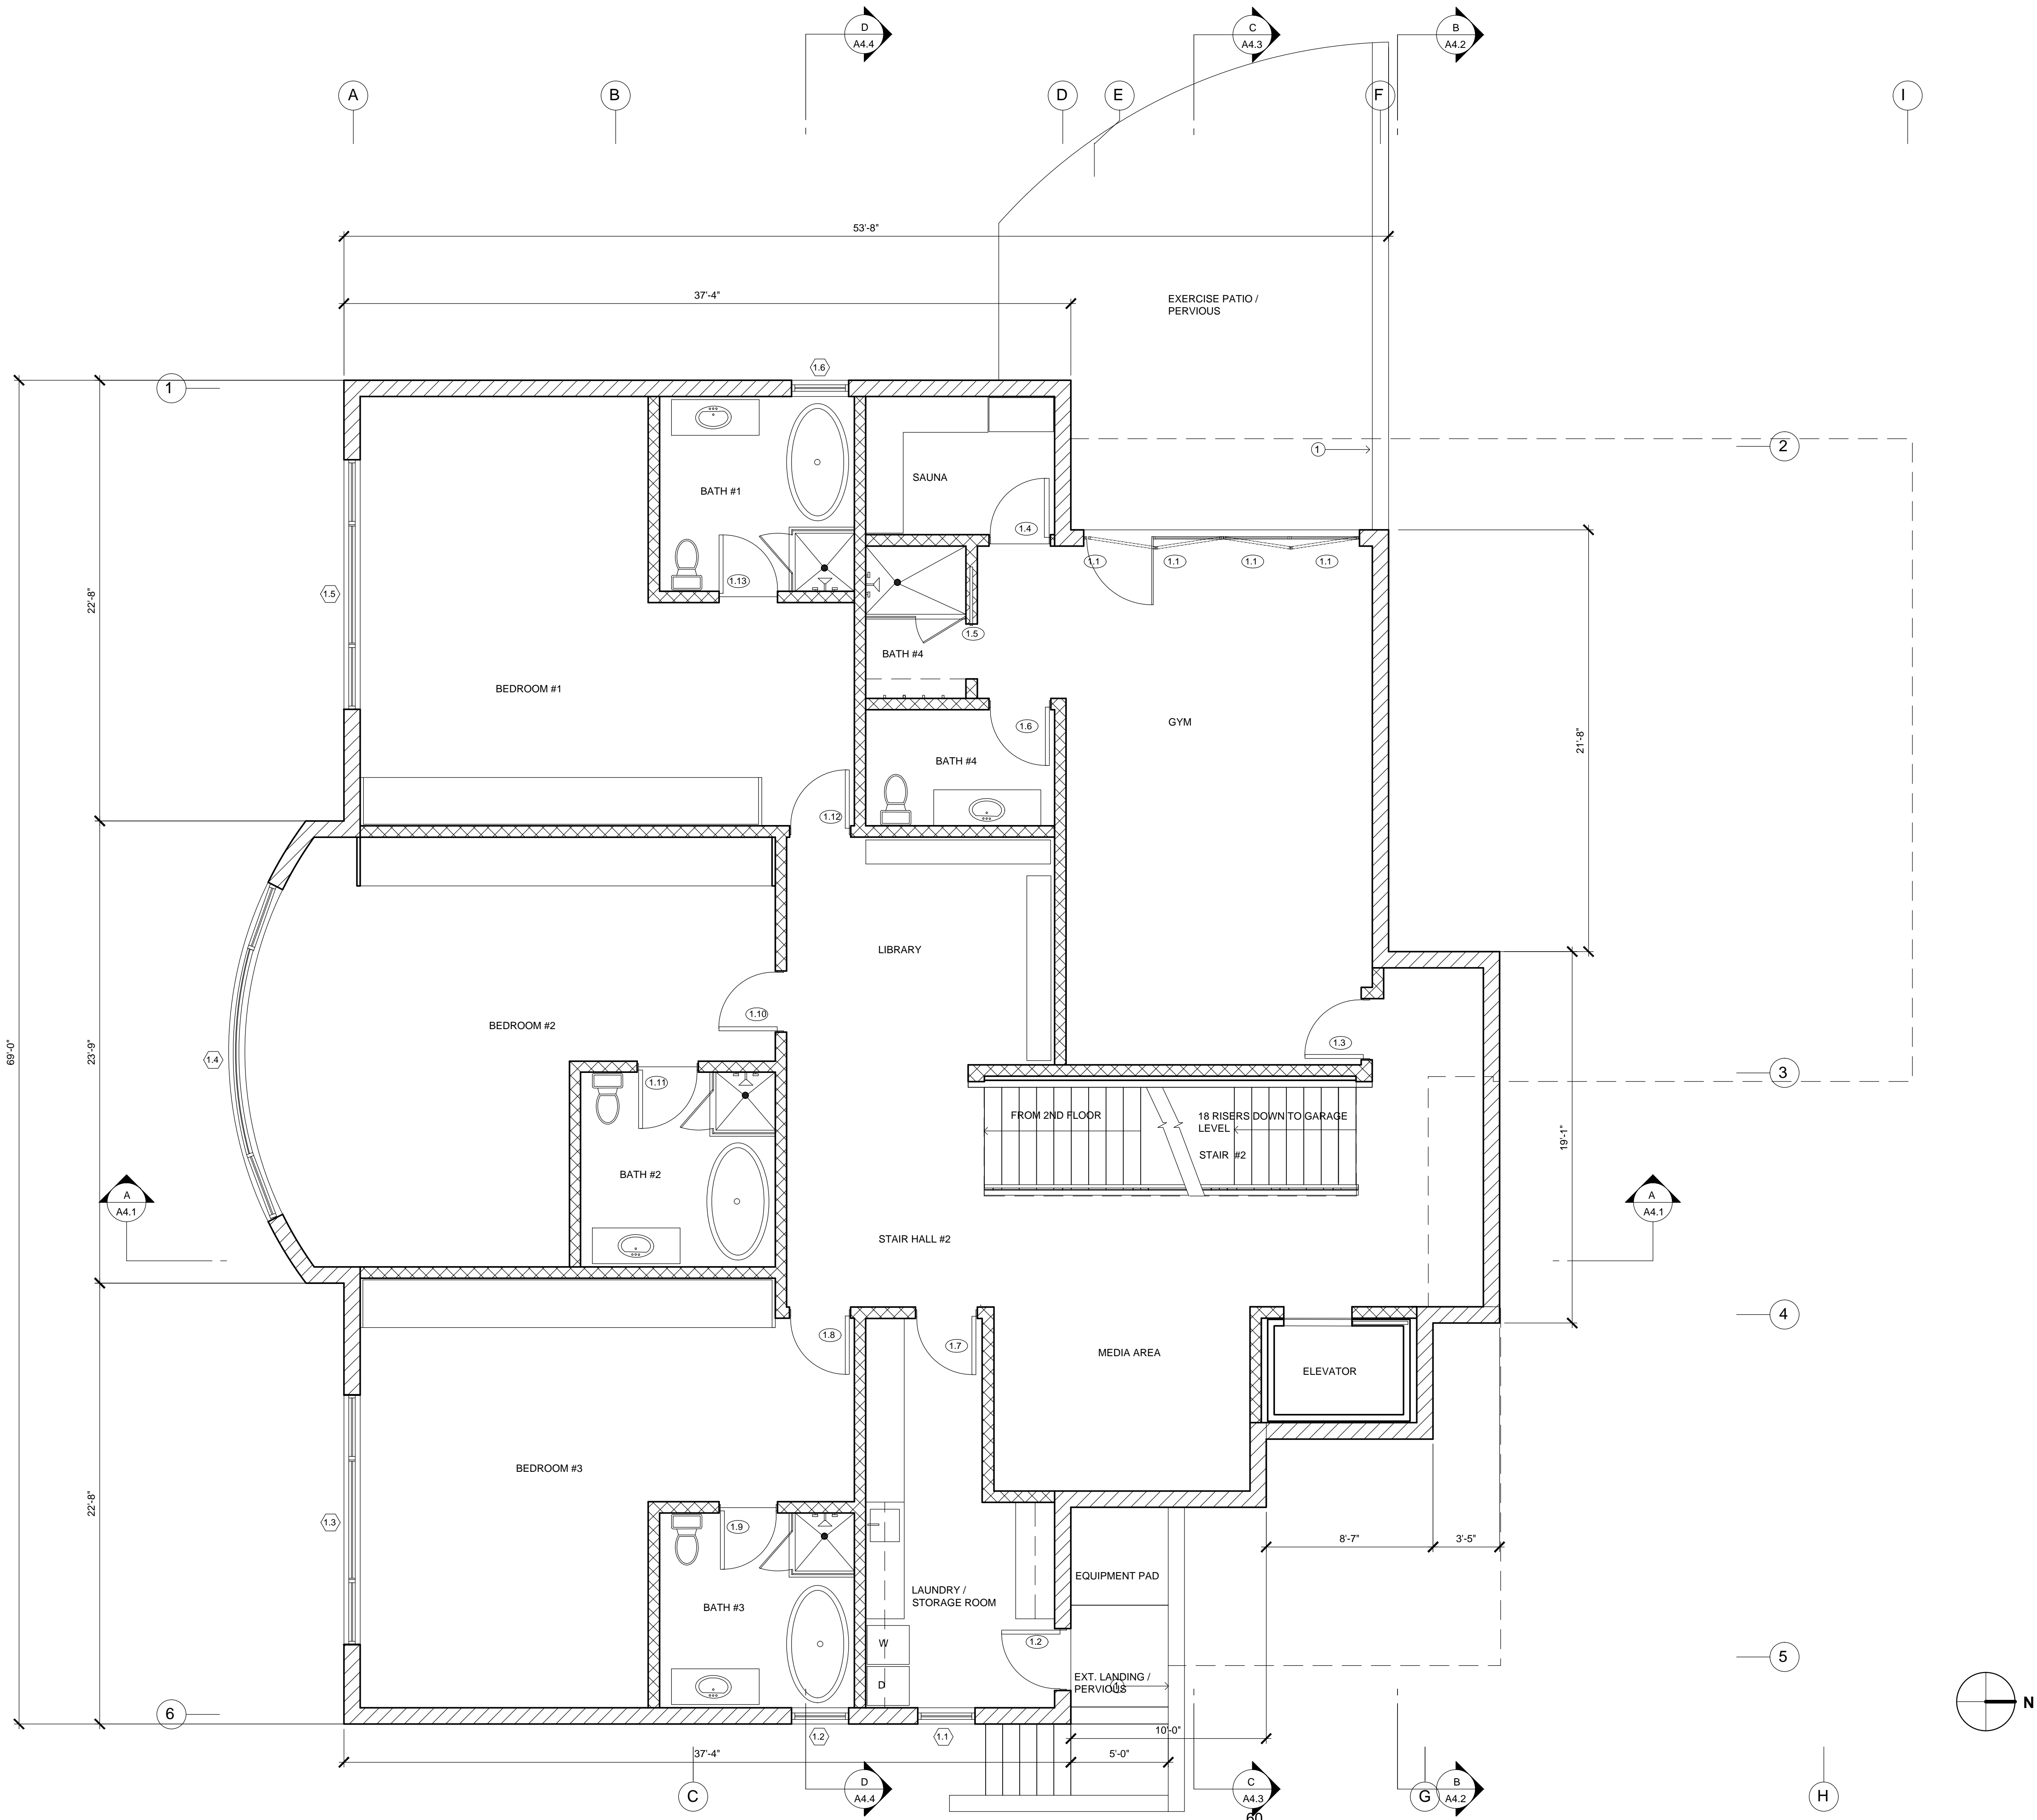 D
A4.4
C
A4.3
B
A4.2
A
B
D
E
F
I
53'-8"
37'-4"
EXERCISE PATIO /
PERVIOUS
1.6
1
2
1
SAUNA
BATH #1
1.4
1.1
1.1
1.1
1.1
1.13
1.5
22'-8"
1.5
BATH #4
BEDROOM #1
GYM
1.6
21'-8"
BATH #4
1.12
LIBRARY
1.10
BEDROOM #2
1.3
69'-0"
23'-9"
1.4
3
1.11
FROM 2ND FLOOR
18 RISERS DOWN TO GARAGE
LEVEL
STAIR #2
19'-1"
BATH #2
A
A4.1
A
A4.1
STAIR HALL #2
4
1.8
1.7
MEDIA AREA
ELEVATOR
BEDROOM #3
22'-8"
1.3
1.9
8'-7"
3'-5"
EQUIPMENT PAD
LAUNDRY /
STORAGE ROOM
BATH #3
W
1.2
5
D
EXT. LANDING /
PERVIOUS
1
6
N
1.2
1.1
10'-0"
37'-4"
5'-0"
C
D
A4.4
C
A4.3
G
B
A4.2
H
60